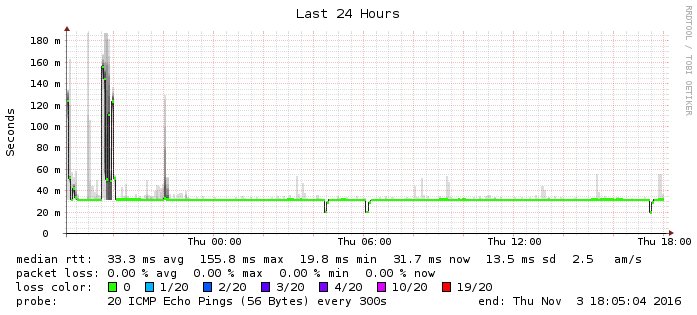 Last 24 Hours
RRDTOOL / TOBI OETIKER
Seconds
180 m
160 m
140 m
120 m
100 m
80 m
60 m
40 m
20 m
0
Thu 00:00 Thu 06:00 Thu 12:00 Thu 18:00
median rtt: 33.3 ms avg 155.8 ms max 19.8 ms min 31.7 ms now 13.5 ms sd 2.5 am/s
packet loss: 0.00 % avg 0.00 % max 0.00 % min 0.00 % now
loss color: 0 1/20 2/20 3/20 4/20 10/20 19/20
probe: 20 ICMP Echo Pings (56 Bytes) every 300s end: Thu Nov 3 18:05:04 2016